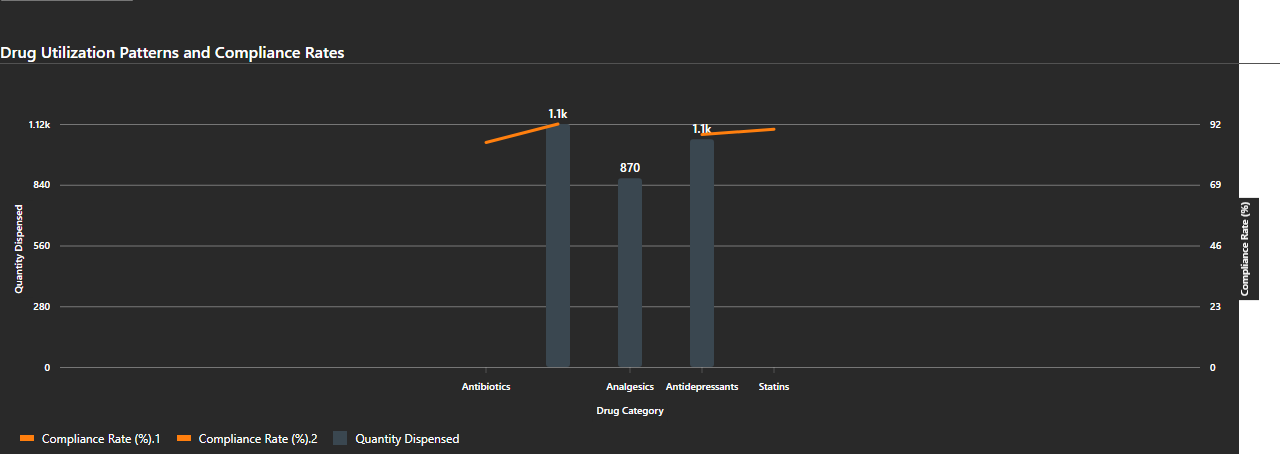 Drug Utilization Patterns and Compliance Rates
1.1k
1.12k
92
1.1k
870
840
69
Quantity Dispensed
Compliance Rate (%)
560
46
280
23
0
0
Antibiotics Analgesics Antidepressants Statins
Drug Category
Compliance Rate (%).1 Compliance Rate (%).2 Quantity Dispensed